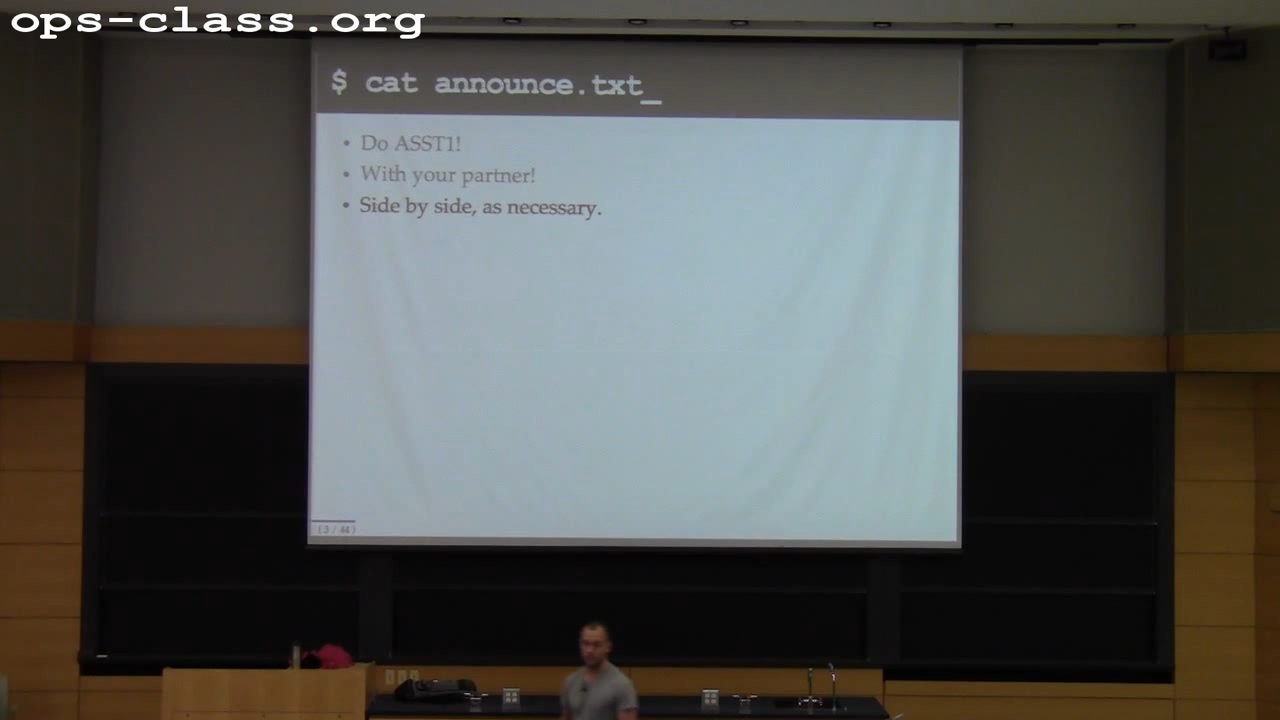 ops-class.org
$ cat announce.txt_
• Do ASST1!
• With your partner!
• Side by side, as necessary.
(3 / 44)